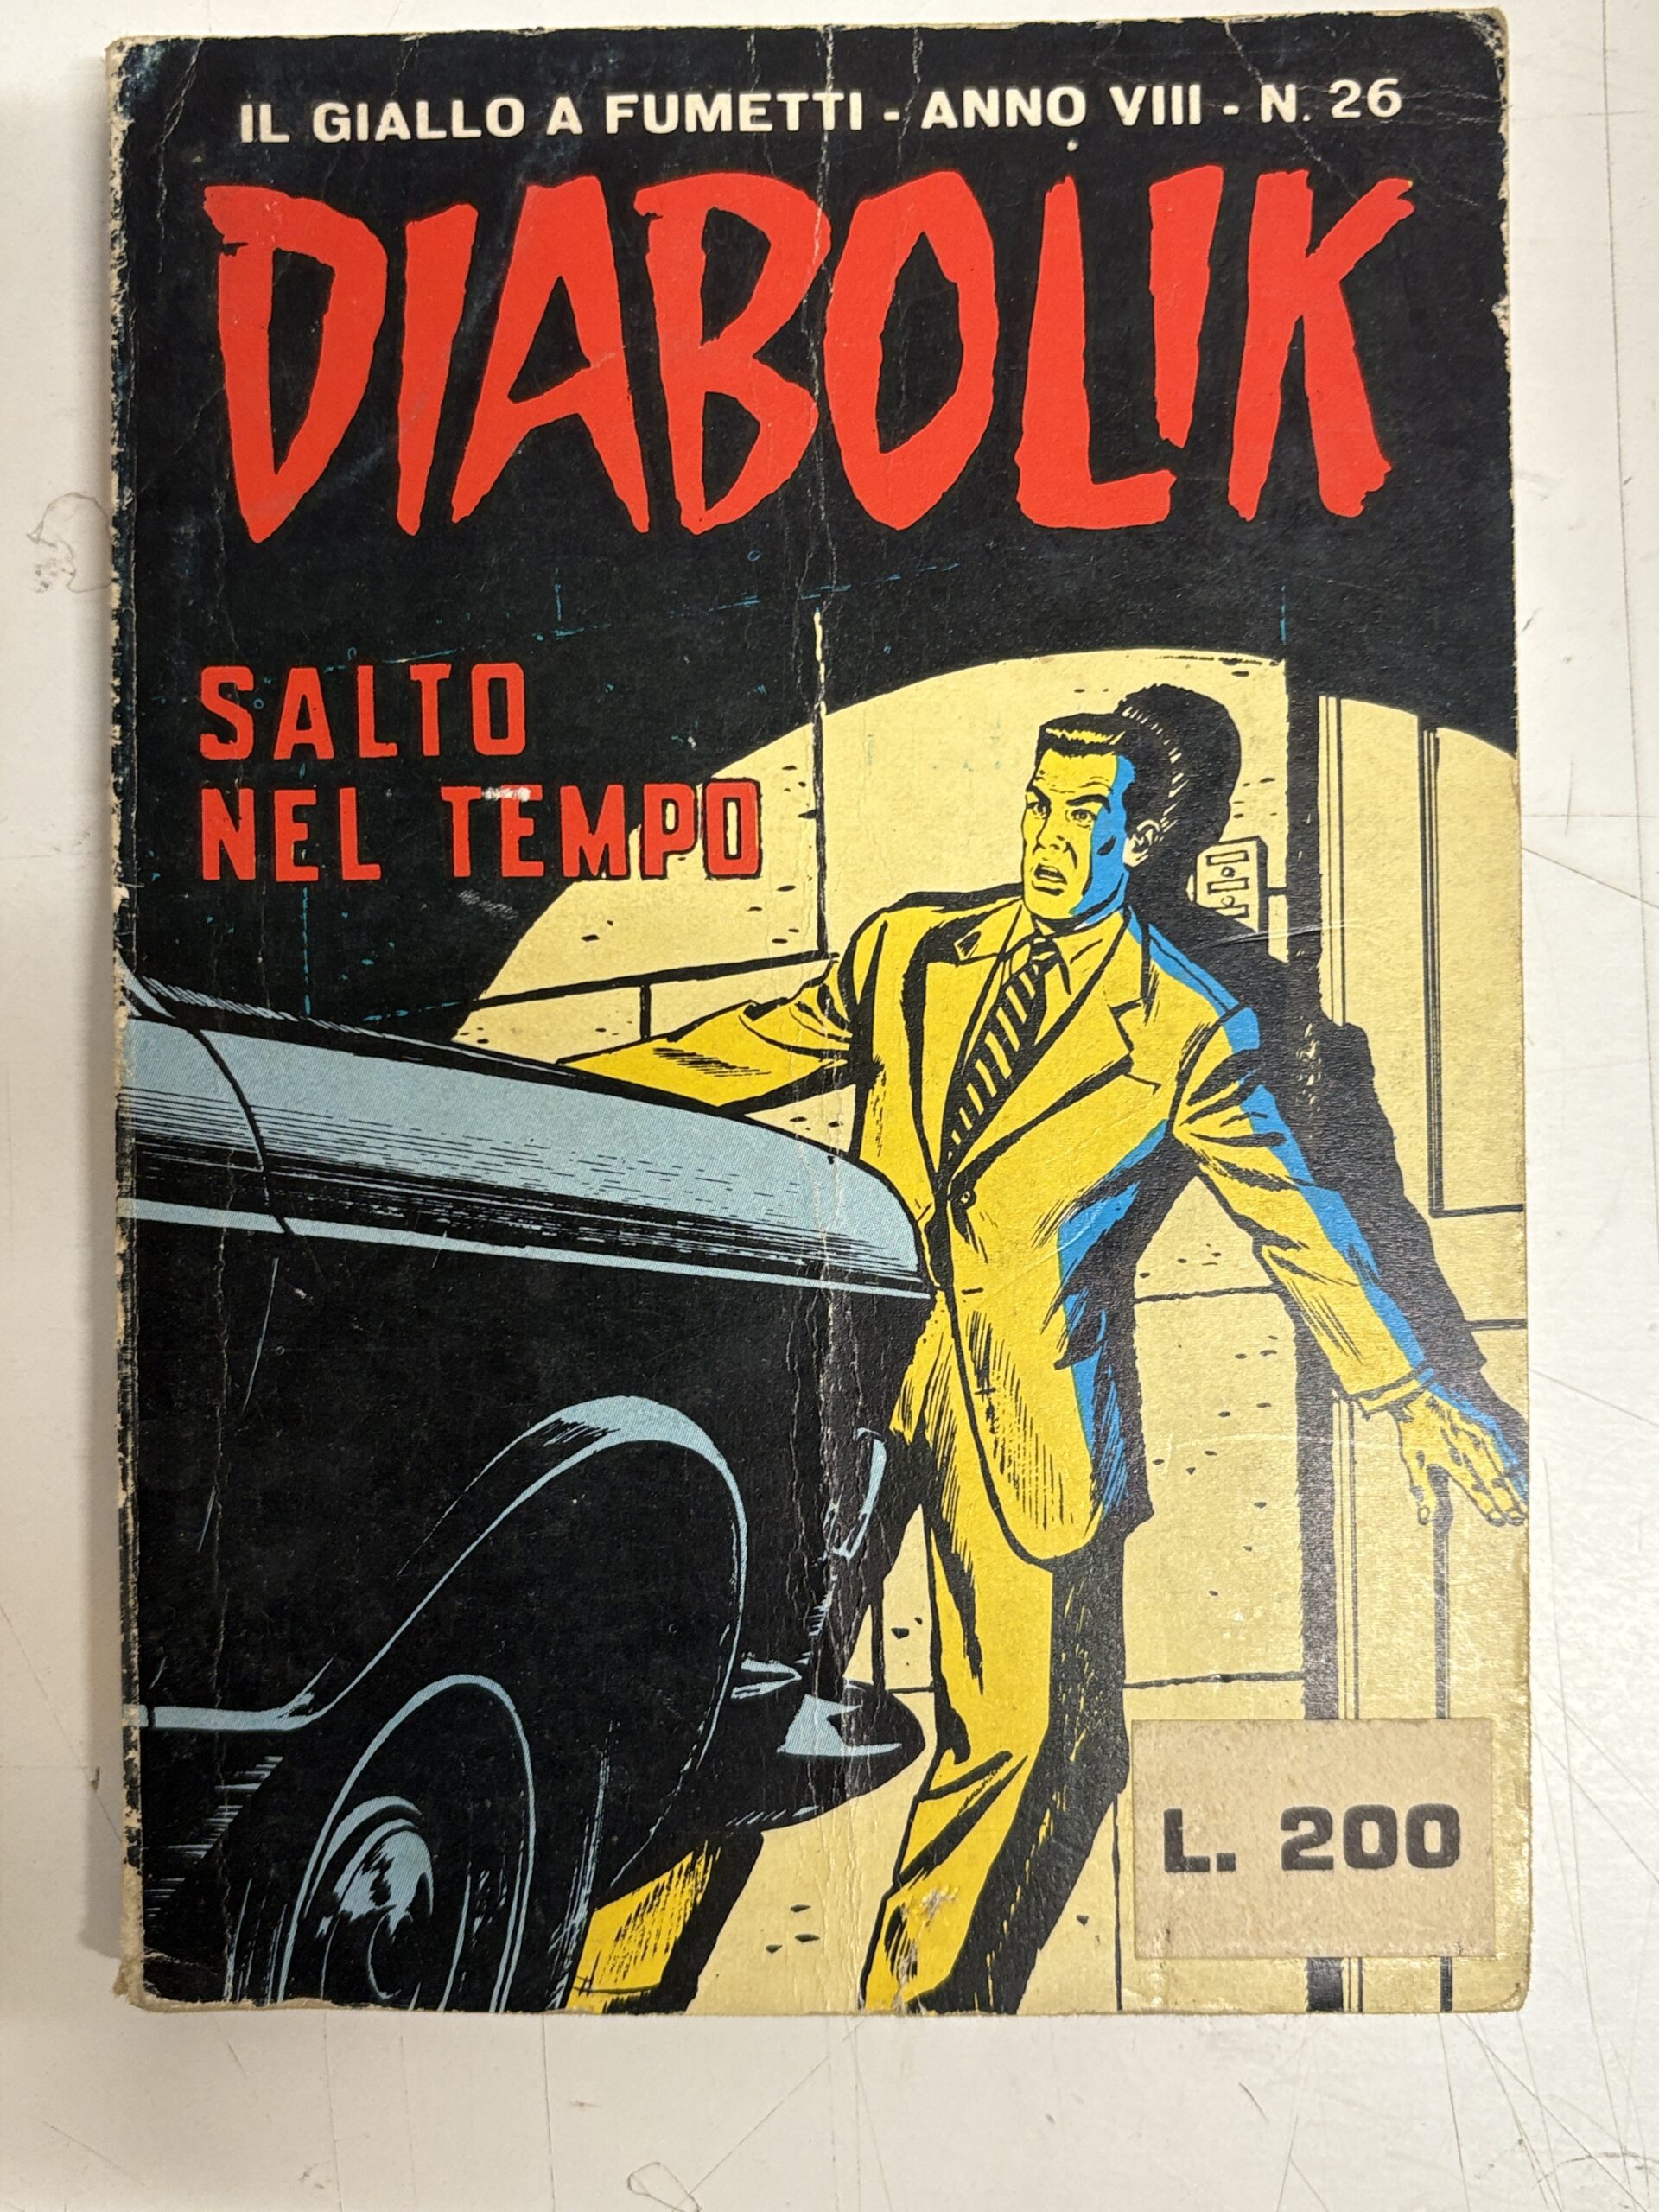 IL GIALLO A FUMETTI - ANNO VIII - N. 26
DIABOLIK
SALTO
NEL TEMPO
L. 200